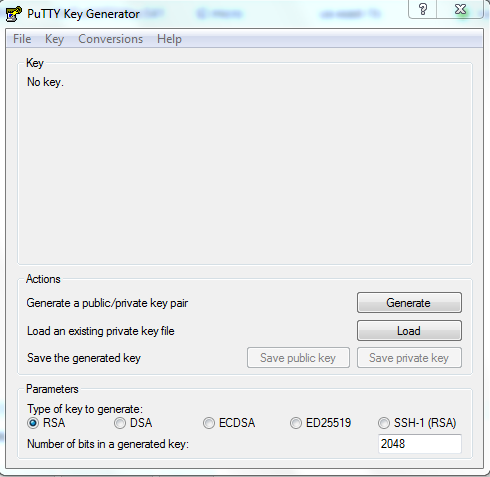 PuTTY Key Generator
File Key Conversions Help
Key
No key.
Actions
Generate a public/private key pair
Generate
Load an existing private key file
Load
Save the generated key
Save public key
Save private key
Parameters
Type of key to generate:
RSA DSA ECDSA ED25519 SSH-1 (RSA)
Number of bits in a generated key:
2048